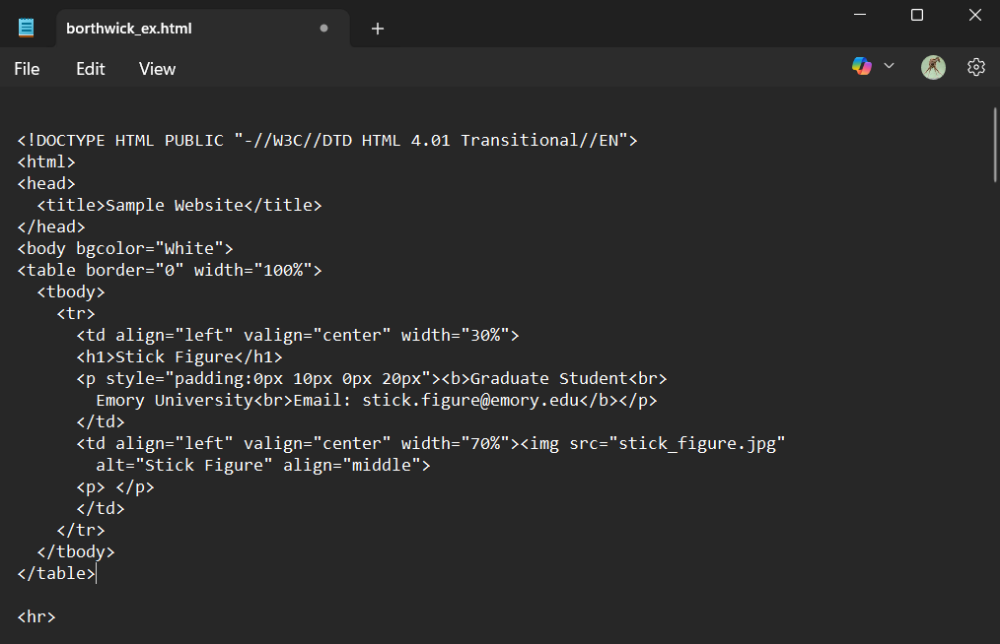 borthwick_ex.html
File Edit View
<!DOCTYPE HTML PUBLIC "-//W3C//DTD HTML 4.01 Transitional//EN">
<html>
<head>
  <title>Sample Website</title>
</head>
<body bgcolor="White">
<table border="0" width="100%">
  <tbody>
    <tr>
      <td align="left" valign="center" width="30%">
      <h1>Stick Figure</h1>
      <p style="padding:0px 10px 0px 20px"><b>Graduate Student<br>
        Emory University<br>Email: stick.figure@emory.edu</b></p>
      </td>
      <td align="left" valign="center" width="70%"><img src="stick_figure.jpg"
        alt="Stick Figure" align="middle">
      <p> </p>
      </td>
    </tr>
  </tbody>
</table>
<hr>